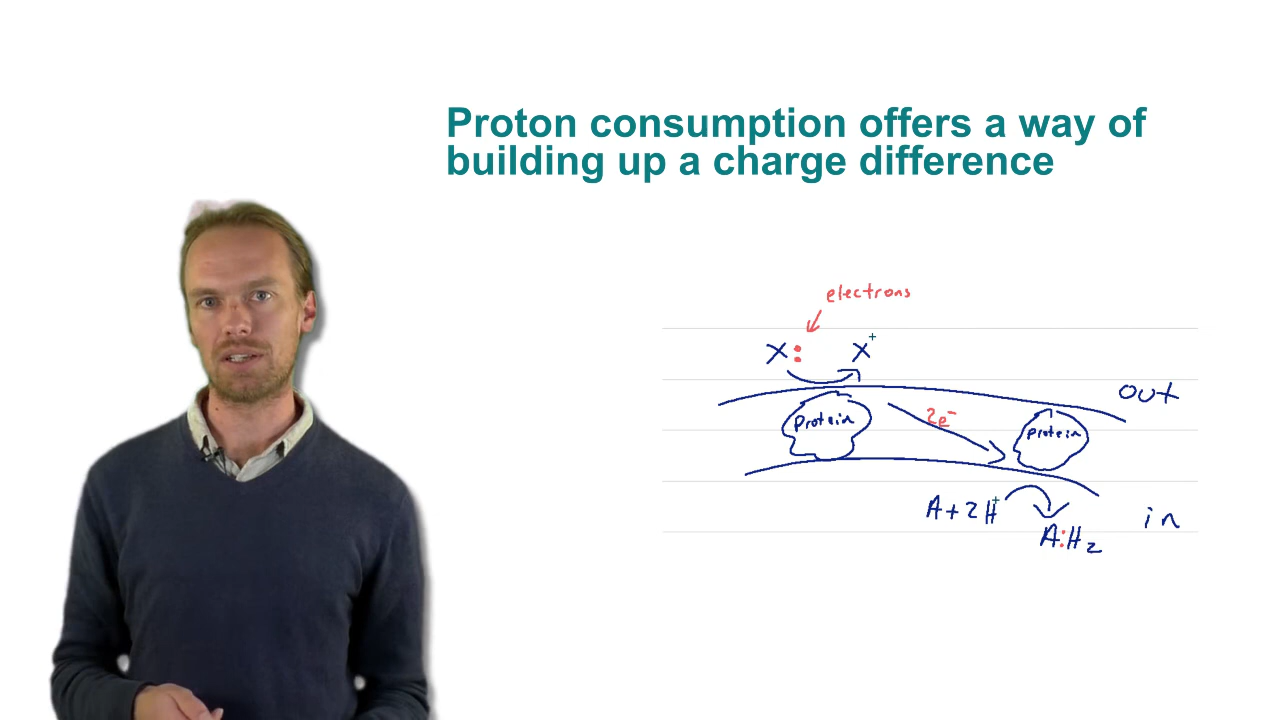 Proton consumption offers a way of
building up a charge difference
electrons
X: X+
out
Protein 2e- protein
A+2H+
in
A:H2